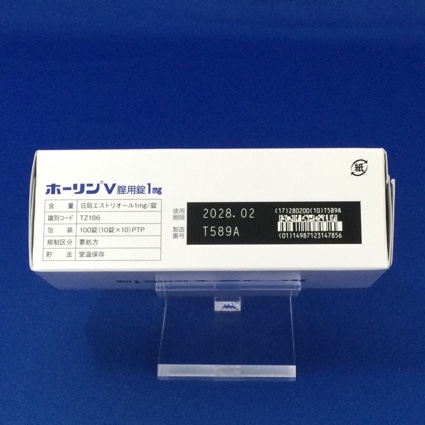 ホーリンV 腟用錠1mg
含 量 日局エストリオール1mg/錠
識別コード TZ186
包 装 100錠(10錠×10)PTP
規制区分 要処方
貯 法 室温保存
使用期限 2028.02
製造番号 T589A
(17)280200(10)T589A
(01)14987123147856
紙